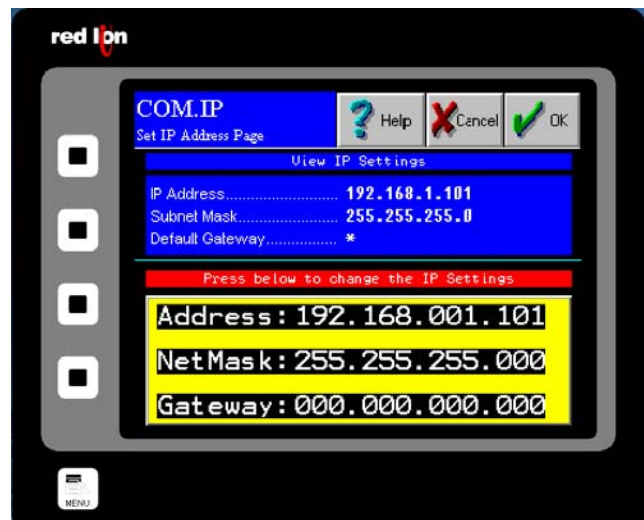 red lion
COM.IP
Set IP Address Page
Help
Cancel
OK
View IP Settings
IP Address.......................... 192.168.1.101
Subnet Mask....................... 255.255.255.0
Default Gateway................. *
Press below to change the IP Settings
Address:192.168.001.101
NetMask:255.255.255.000
Gateway:000.000.000.000
MENU